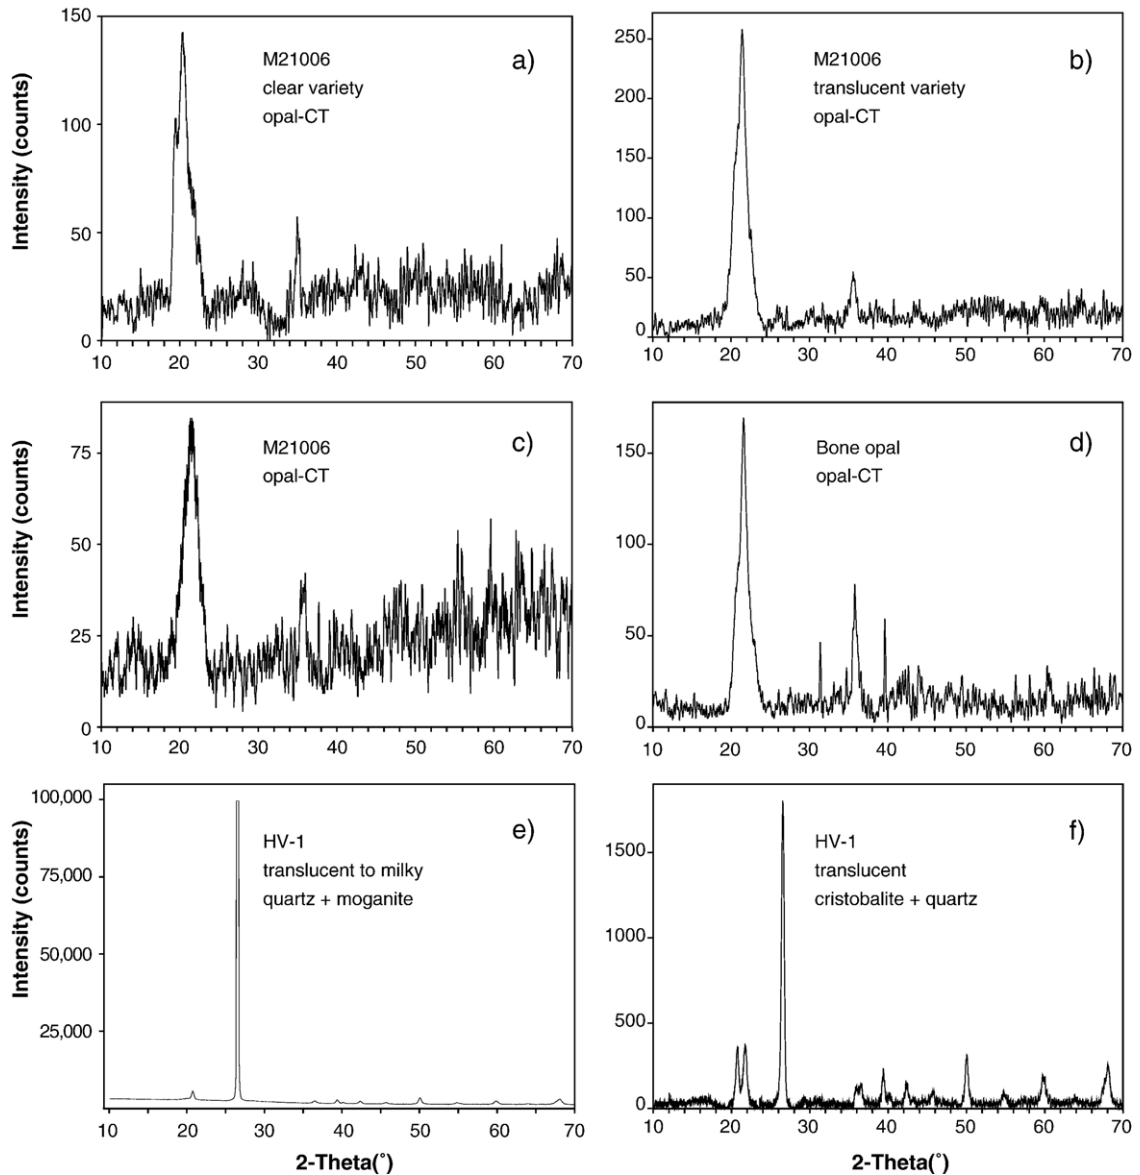 a)
M21006
clear variety
opal-CT
Intensity (counts)
150
100
50
0
10 20 30 40 50 60 70
b)
M21006
translucent variety
opal-CT
250
200
150
100
50
0
10 20 30 40 50 60 70
c)
M21006
opal-CT
Intensity (counts)
75
50
25
0
10 20 30 40 50 60 70
d)
Bone opal
opal-CT
150
100
50
0
10 20 30 40 50 60 70
e)
HV-1
translucent to milky
quartz + moganite
Intensity (counts)
100,000
75,000
50,000
25,000
10 20 30 40 50 60 70
2-Theta(°)
f)
HV-1
translucent
cristobalite + quartz
1500
1000
500
0
10 20 30 40 50 60 70
2-Theta(°)